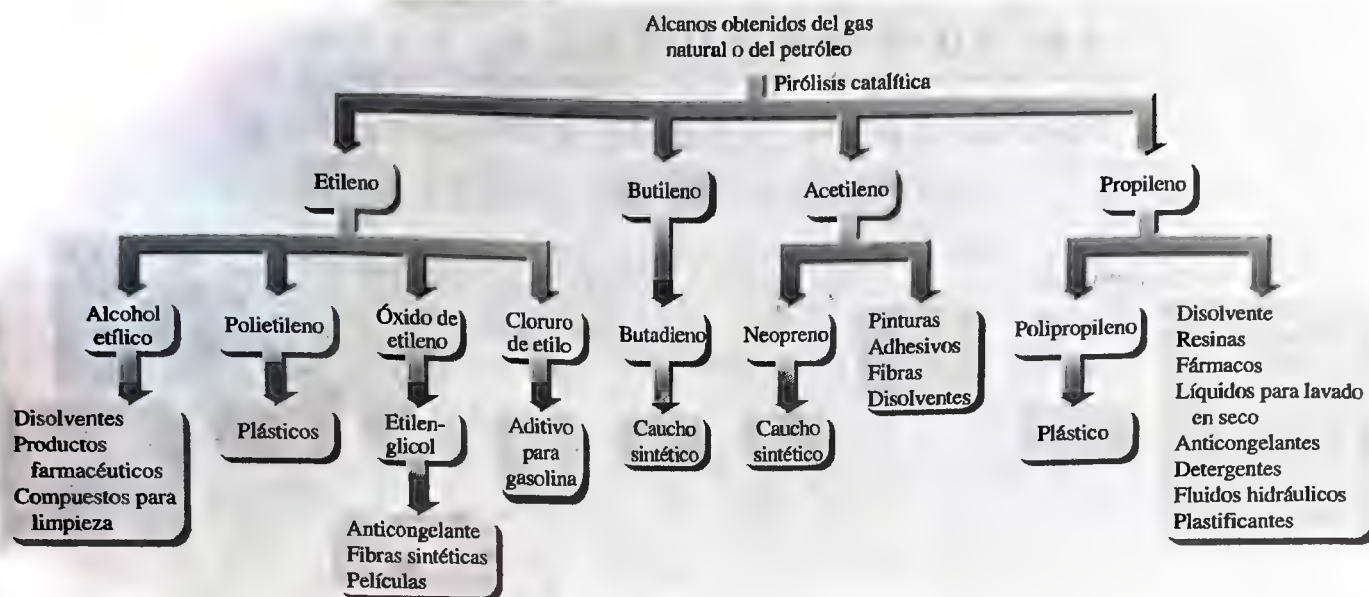 Alcanos obtenidos del gas
natural o del petróleo
Pirólisis catalítica
Etileno
Butileno
Acetileno
Propileno
Alcohol
etílico
Polietileno
Óxido de
etileno
Cloruro
de etilo
Butadieno
Neopreno
Pinturas
Adhesivos
Fibras
Disolventes
Polipropileno
Disolvente
Resinas
Fármacos
Líquidos para lavado
en seco
Anticongelantes
Detergentes
Fluidos hidráulicos
Plastificantes
Disolventes
Productos
farmacéuticos
Compuestos para
limpieza
Plásticos
Etilen-
glicol
Aditivo
para
gasolina
Caucho
sintético
Caucho
sintético
Plástico
Anticongelante
Fibras sintéticas
Películas